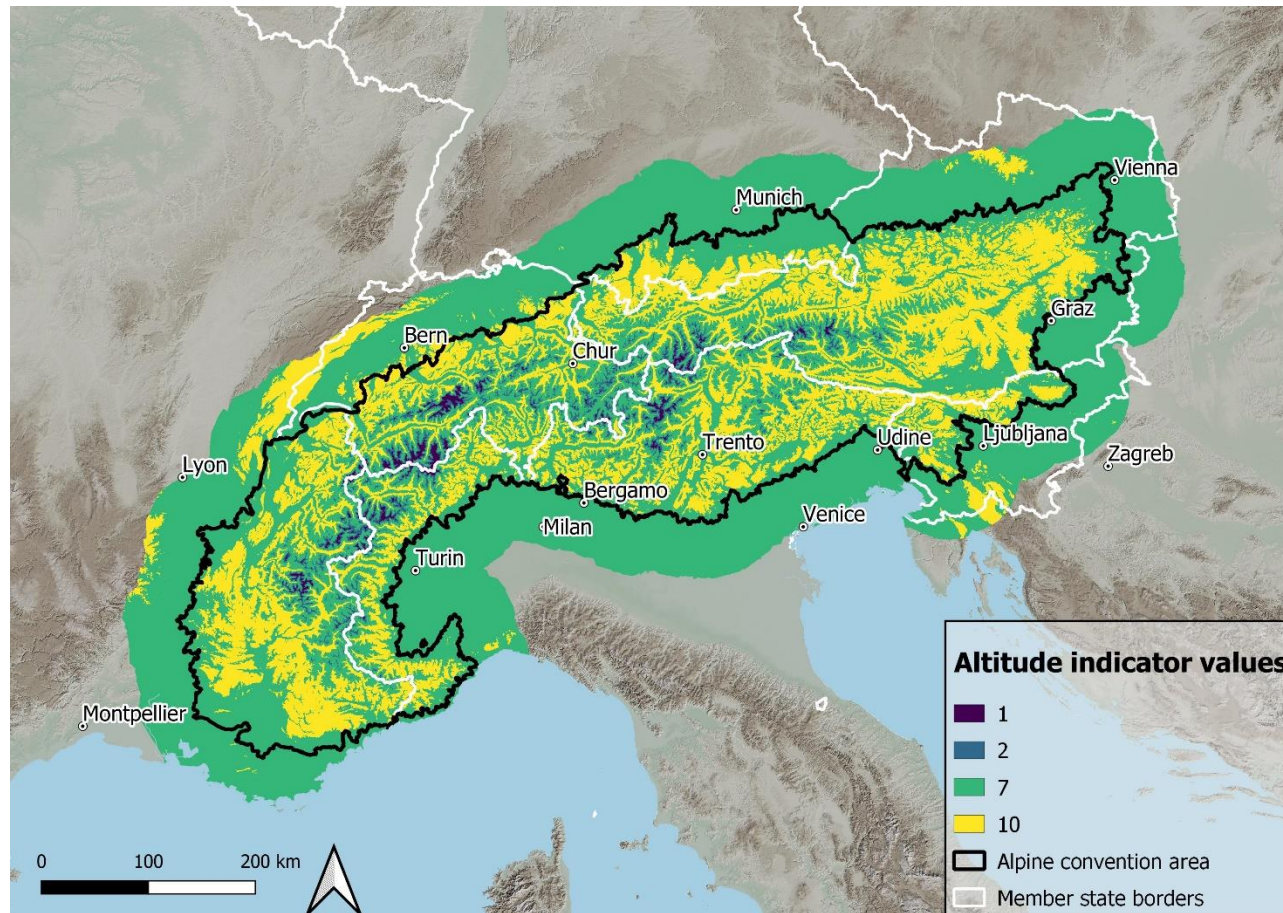 Vienna
Munich
Graz
Bern
Chur
Trento
Udine
Ljubljana
Zagreb
Lyon
Bergamo
Milan
Venice
Turin
Montpellier
Altitude indicator values
1
2
7
10
Alpine convention area
Member state borders
0 100 200 km